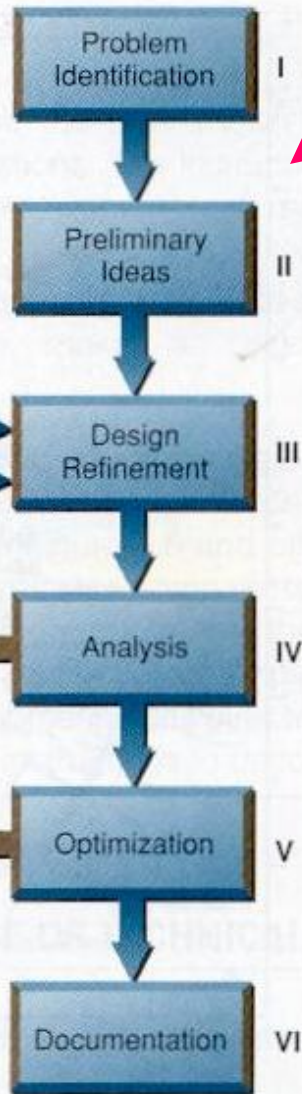 Problem
Identification
I
Preliminary
Ideas
II
Design
Refinement
III
Analysis
IV
Optimization
V
Documentation
VI